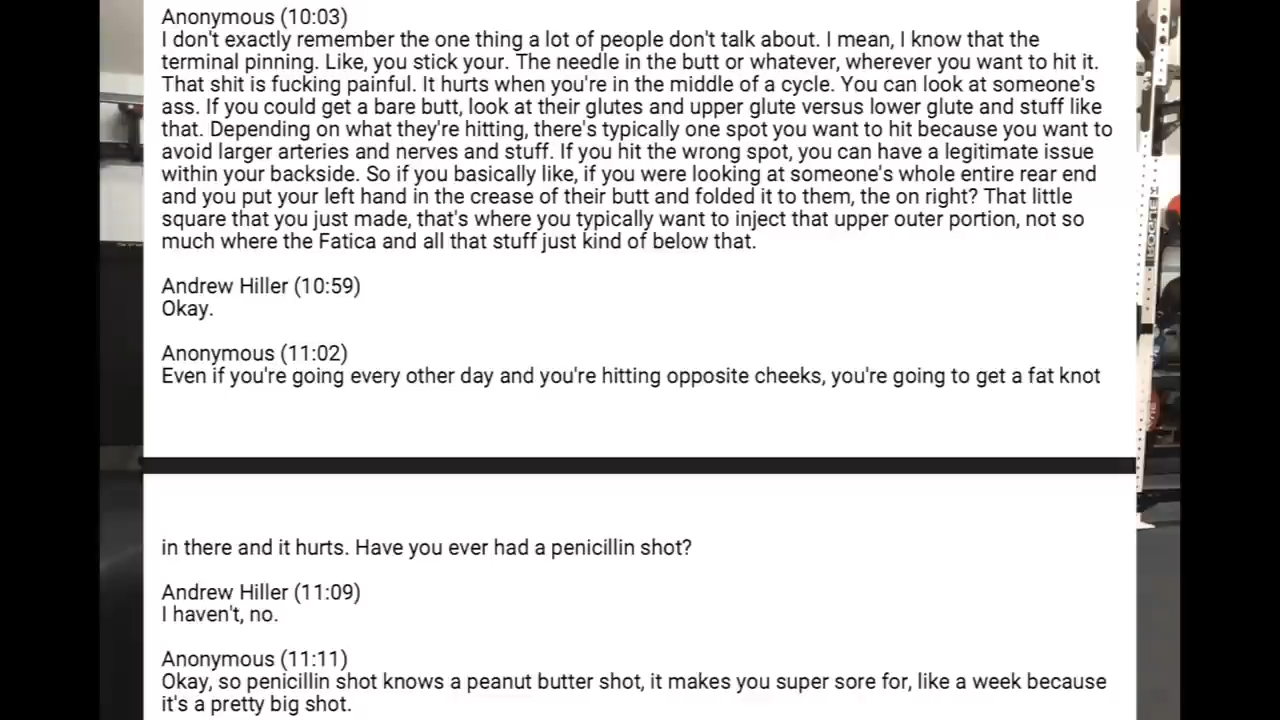 Anonymous (10:03)
I don't exactly remember the one thing a lot of people don't talk about. I mean, I know that the
terminal pinning. Like, you stick your. The needle in the butt or whatever, wherever you want to hit it.
That shit is fucking painful. It hurts when you're in the middle of a cycle. You can look at someone's
ass. If you could get a bare butt, look at their glutes and upper glute versus lower glute and stuff like
that. Depending on what they're hitting, there's typically one spot you want to hit because you want to
avoid larger arteries and nerves and stuff. If you hit the wrong spot, you can have a legitimate issue
within your backside. So if you basically like, if you were looking at someone's whole entire rear end
and you put your left hand in the crease of their butt and folded it to them, the on right? That little
square that you just made, that's where you typically want to inject that upper outer portion, not so
much where the Fatica and all that stuff just kind of below that.
Andrew Hiller (10:59)
Okay.
Anonymous (11:02)
Even if you're going every other day and you're hitting opposite cheeks, you're going to get a fat knot
in there and it hurts. Have you ever had a penicillin shot?
Andrew Hiller (11:09)
I haven't, no.
Anonymous (11:11)
Okay, so penicillin shot knows a peanut butter shot, it makes you super sore for, like a week because
it's a pretty big shot.